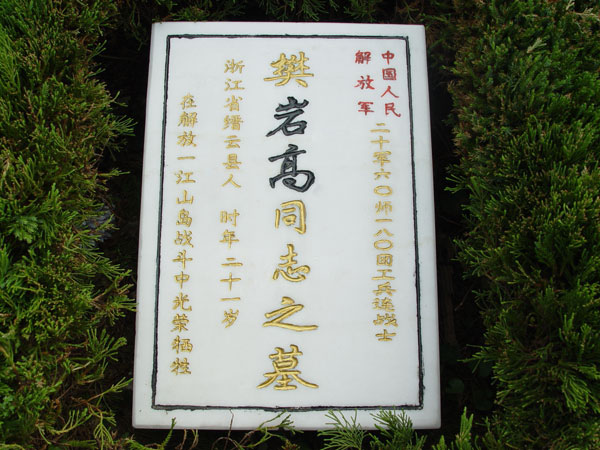 中国人民
解放军
二十军六〇师一八〇团工兵连战士
樊岩高同志之墓
浙江省缙云县人 时年二十一岁
在解放一江山岛战斗中光荣牺牲